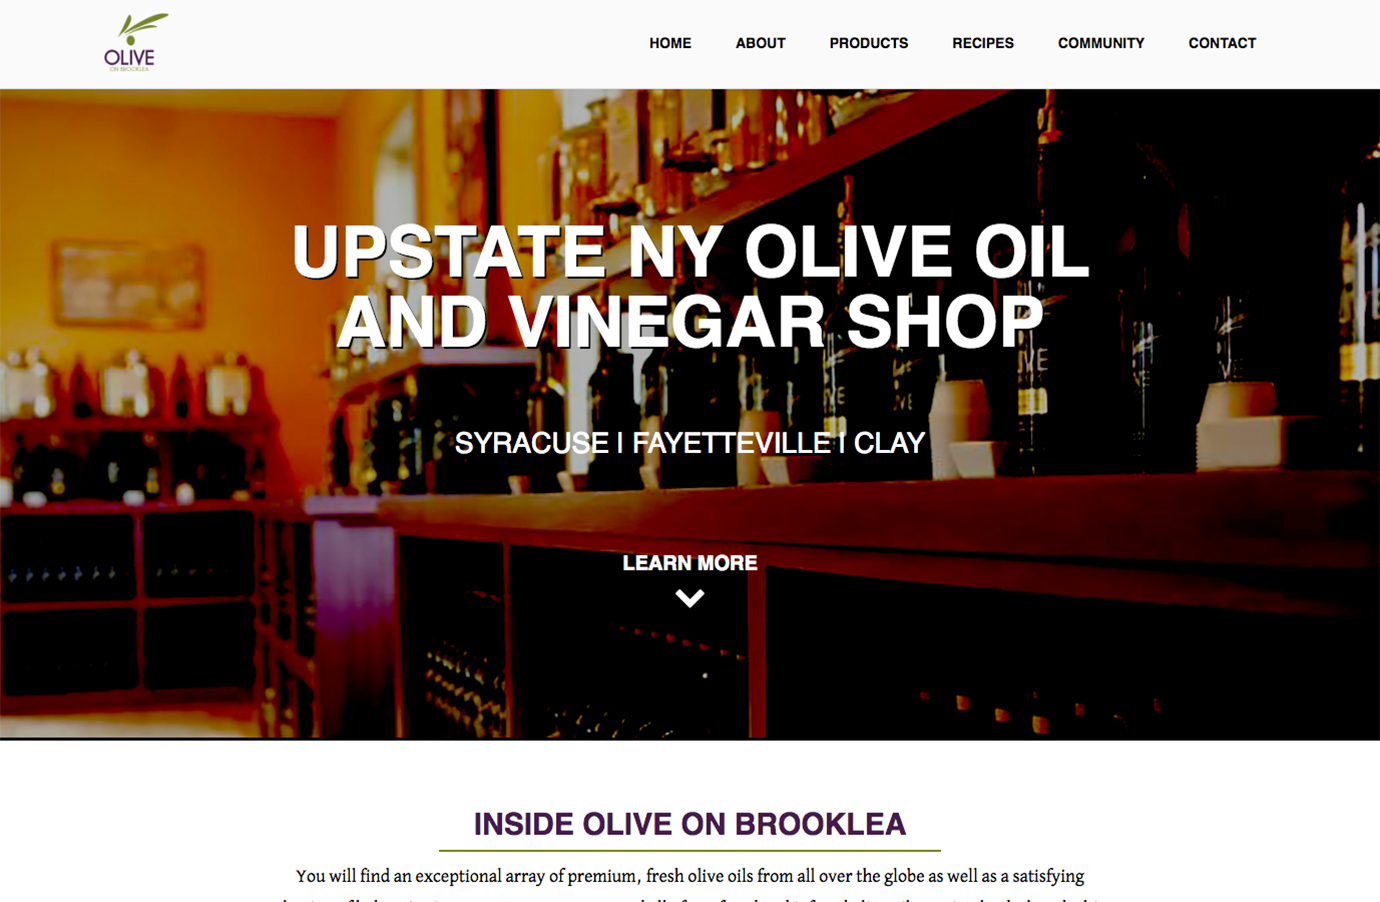 OLIVE
ON BROOKLEA
HOME ABOUT PRODUCTS RECIPES COMMUNITY CONTACT
UPSTATE NY OLIVE OIL
AND VINEGAR SHOP
SYRACUSE | FAYETTEVILLE | CLAY
LEARN MORE
INSIDE OLIVE ON BROOKLEA
You will find an exceptional array of premium, fresh olive oils from all over the globe as well as a satisfying